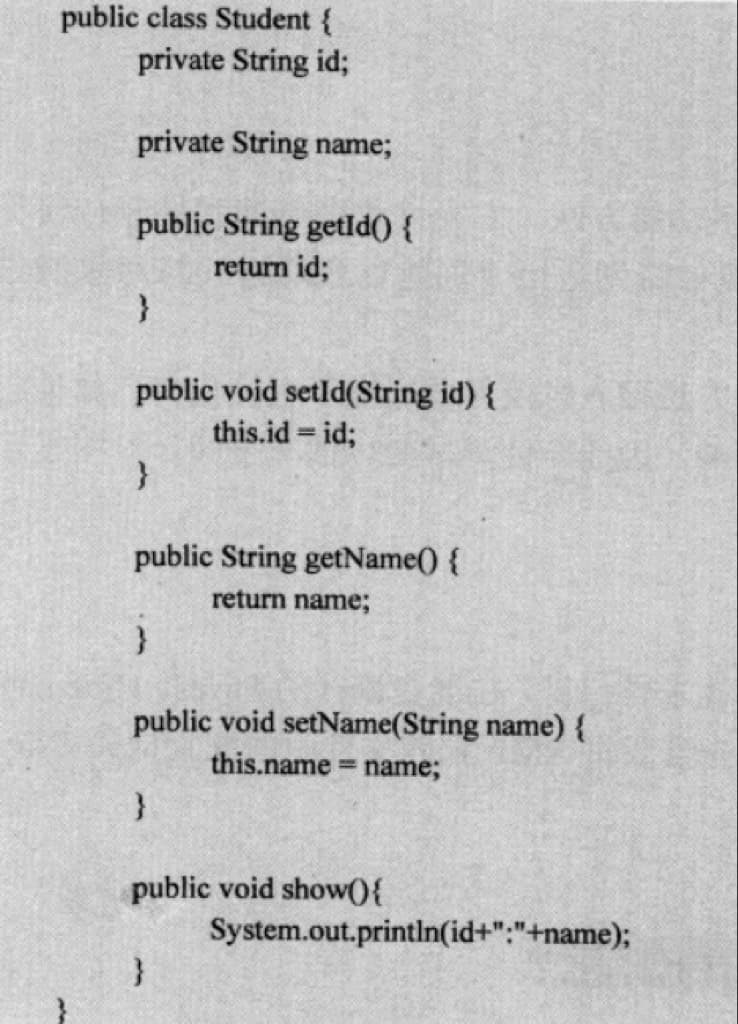 public class Student {
private String id;
private String name;
public String getId() {
return id;
}
public void setId(String id) {
this.id = id;
}
public String getName() {
return name;
}
public void setName(String name) {
this.name = name;
}
public void show(){
System.out.println(id+":"+name);
}
}